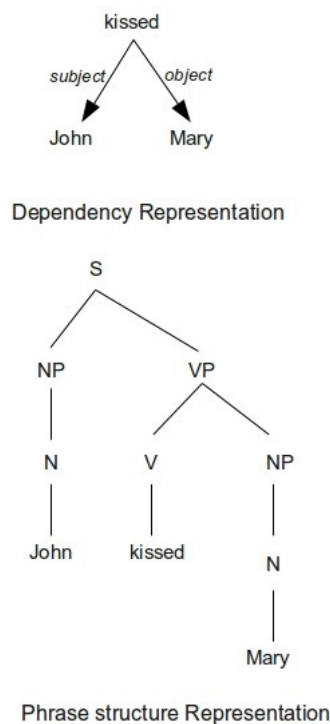 kissed
subject object
John Mary
Dependency Representation
S
NP VP
N V NP
John kissed N
Mary
Phrase structure Representation